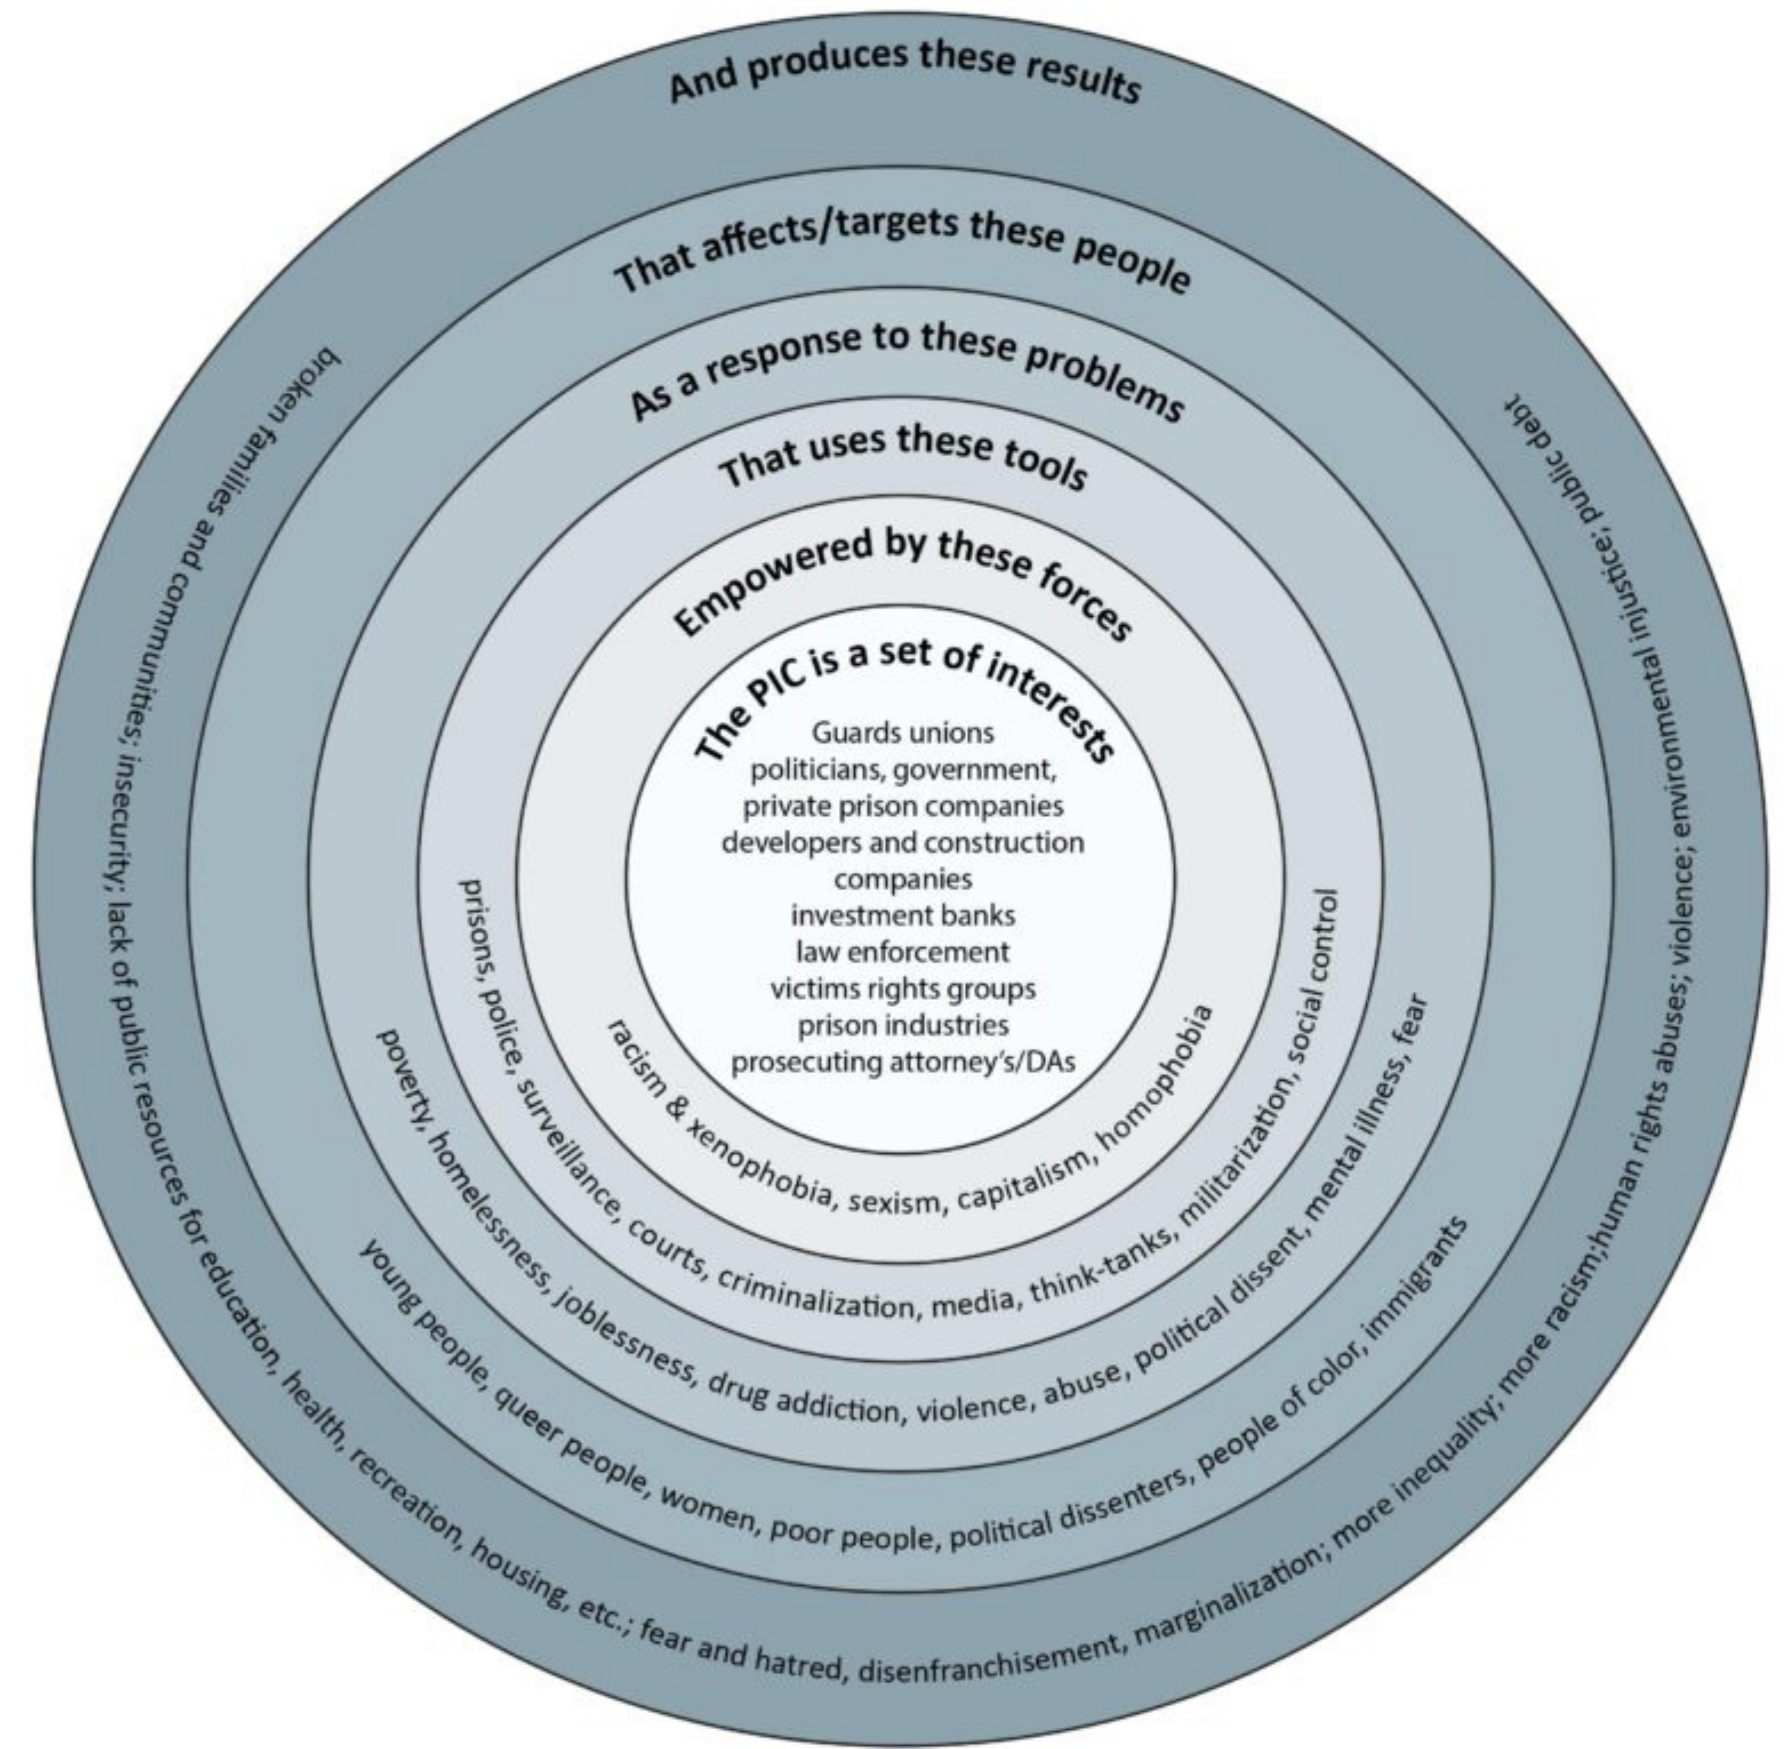 And produces these results
broken families and communities; insecurity; lack of public resources for education, health, recreation, housing, etc.; fear and hatred, disenfranchisement, marginalization; more inequality; more racism;human rights abuses; violence; environmental injustice; public debt
That affects/targets these people
young people, queer people, women, poor people, political dissenters, people of color, immigrants
As a response to these problems
poverty, homelessness, joblessness, drug addiction, violence, abuse, political dissent, mental illness, fear
That uses these tools
prisons, police, surveillance, courts, criminalization, media, think-tanks, militarization, social control
Empowered by these forces
racism & xenophobia, sexism, capitalism, homophobia
The PIC is a set of interests
Guards unions
politicians, government,
private prison companies
developers and construction
companies
investment banks
law enforcement
victims rights groups
prison industries
prosecuting attorney's/DAs